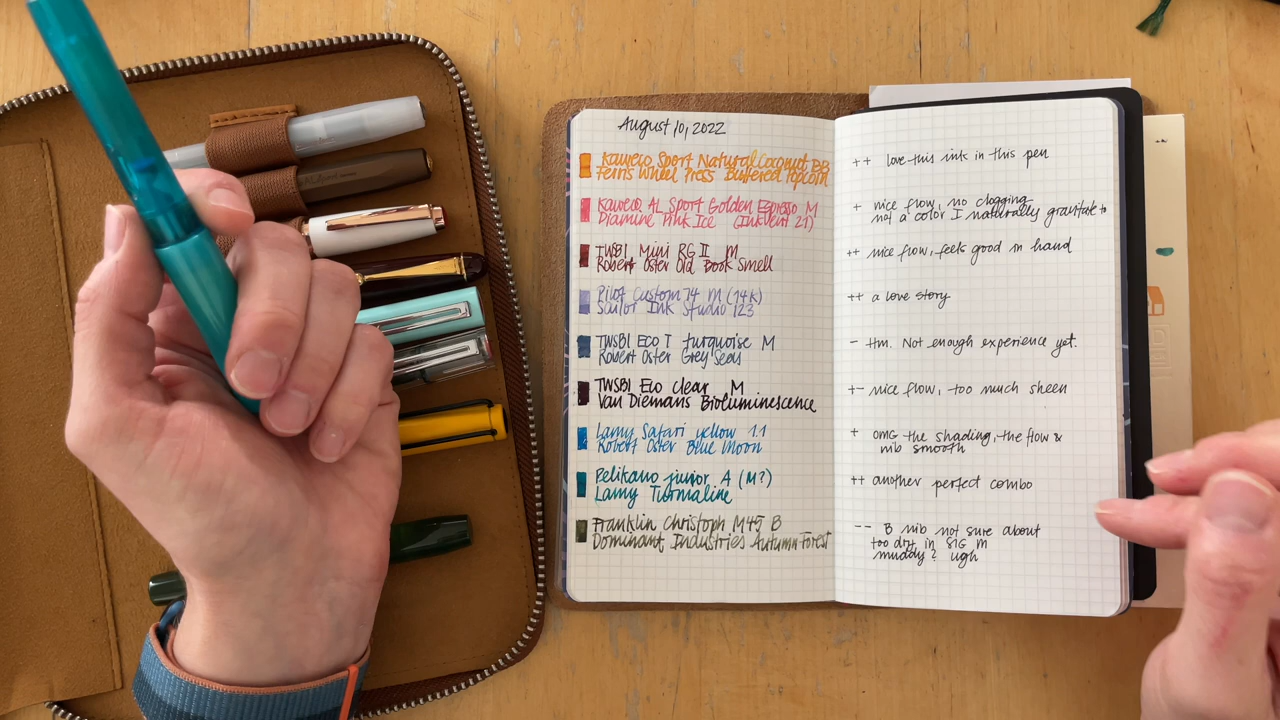 August 10, 2022
Kaweco Sport Natural Coconut BB
Ferris Wheel Press Buttered Popcorn
Kaweco AL Sport Golden Espresso M
Diamine Pink Ice (Inkvent 21)
TWSBI Mini RG II M
Robert Oster Old Book Smell
Pilot Custom 74 M (14k)
Sailor Ink Studio 123
TWSBI ECO T turquoise M
Robert Oster Grey Seas
TWSBI Eco clear M
Van Diemans Bioluminescence
Lamy Safari yellow 1.1
Robert Oster Blue Moon
Pelikano junior A (M?)
Lamy Turmaline
Franklin Christoph M45 B
Dominant Industries Autumn Forest
++ love this ink in this pen
+ nice flow, no clogging
not a color I naturally gravitate to
++ nice flow, feels good in hand
++ a love story
- Hm. Not enough experience yet.
+- nice flow, too much sheen
+ OMG the shading, the flow &
nib smooth
++ another perfect combo
-- B nib not sure about
too dry in SIG M
muddy? ugh